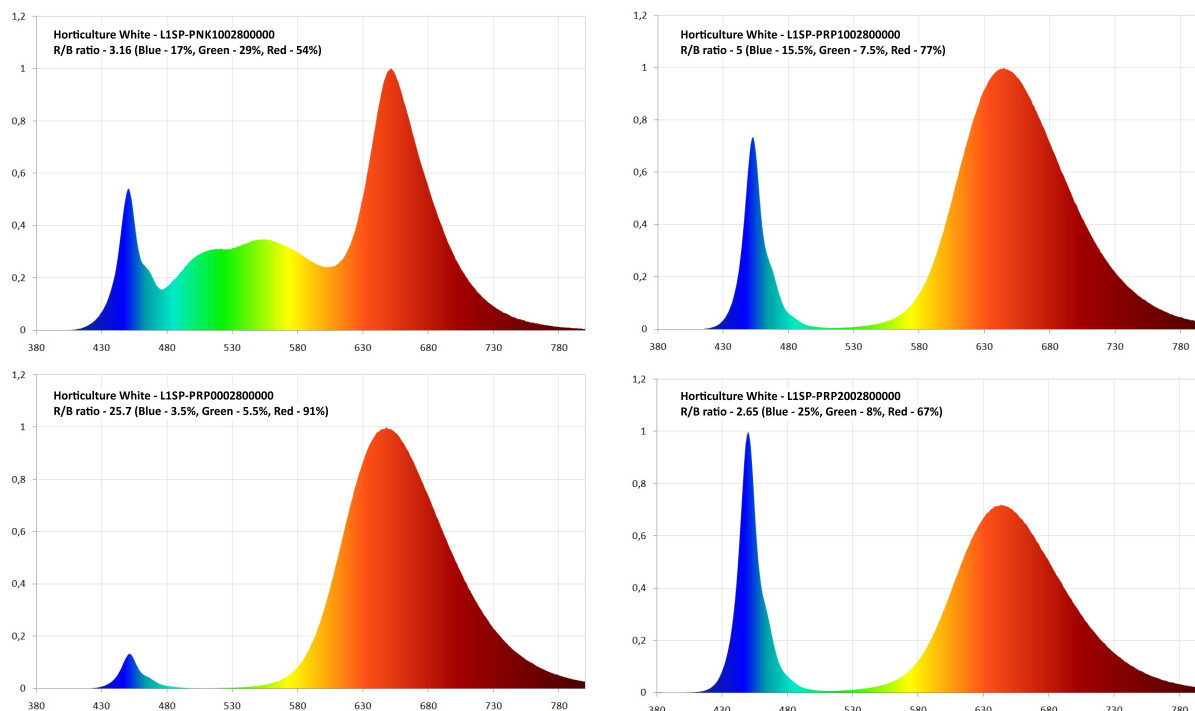 Horticulture White - L1SP-PNK1002800000
R/B ratio - 3.16 (Blue - 17%, Green - 29%, Red - 54%)
1,2
1
0,8
0,6
0,4
0,2
0
380 430 480 530 580 630 680 730 780
Horticulture White - L1SP-PRP1002800000
R/B ratio - 5 (Blue - 15.5%, Green - 7.5%, Red - 77%)
1,2
1
0,8
0,6
0,4
0,2
0
380 430 480 530 580 630 680 730 780
Horticulture White - L1SP-PRP0002800000
R/B ratio - 25.7 (Blue - 3.5%, Green - 5.5%, Red - 91%)
1,2
1
0,8
0,6
0,4
0,2
0
380 430 480 530 580 630 680 730 780
Horticulture White - L1SP-PRP2002800000
R/B ratio - 2.65 (Blue - 25%, Green - 8%, Red - 67%)
1,2
1
0,8
0,6
0,4
0,2
0
380 430 480 530 580 630 680 730 780